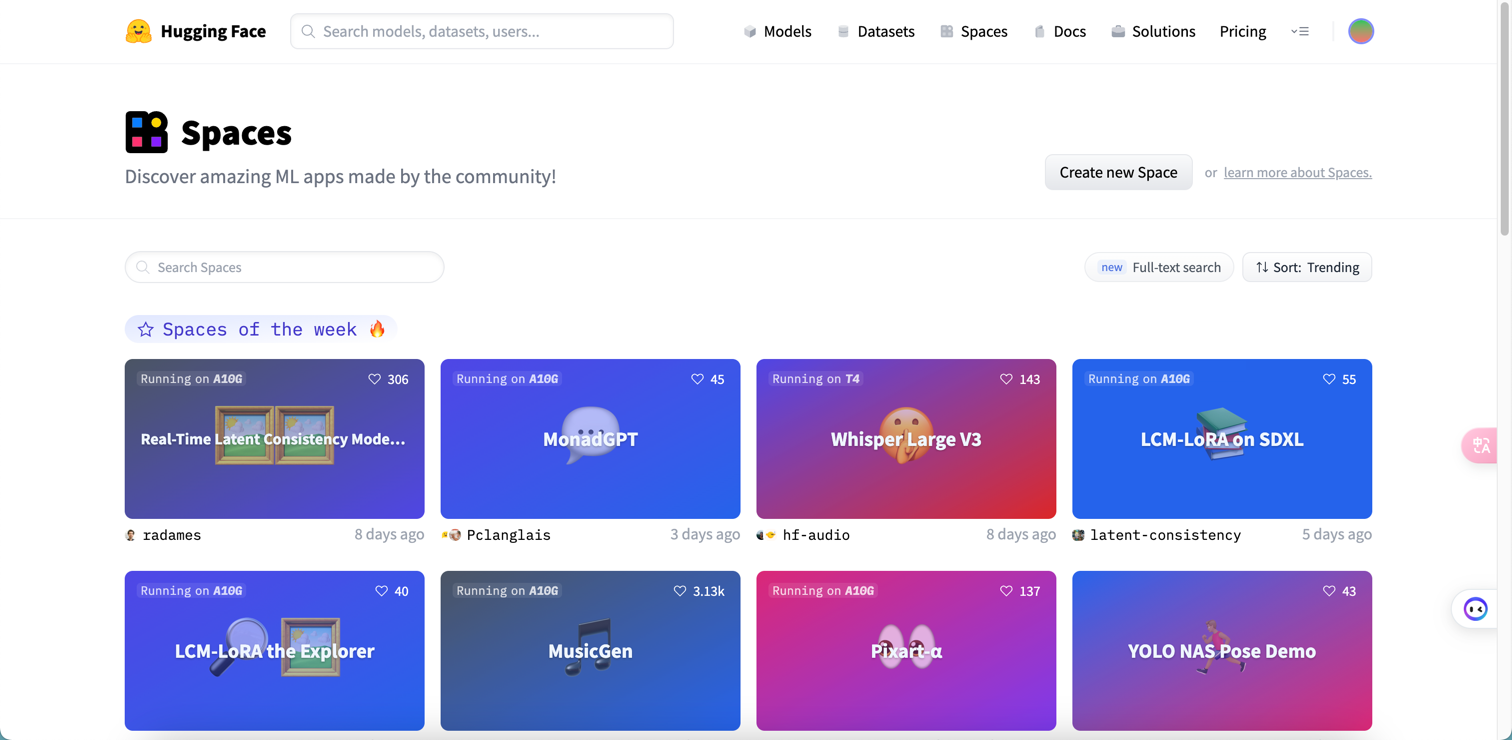 Hugging Face
Search models, datasets, users...
Models
Datasets
Spaces
Docs
Solutions
Pricing
Spaces
Discover amazing ML apps made by the community!
Create new Space
or learn more about Spaces.
Search Spaces
new Full-text search
Sort: Trending
Spaces of the week
Running on A10G
306
Real-Time Latent Consistency Mode...
radames
8 days ago
Running on A10G
45
MonadGPT
Pclanglais
3 days ago
Running on T4
143
Whisper Large V3
hf-audio
8 days ago
Running on A10G
55
LCM-LoRA on SDXL
latent-consistency
5 days ago
Running on A10G
40
LCM-LoRA the Explorer
Running on A10G
3.13k
MusicGen
Running on A10G
137
Pixart-α
43
YOLO NAS Pose Demo
中
A